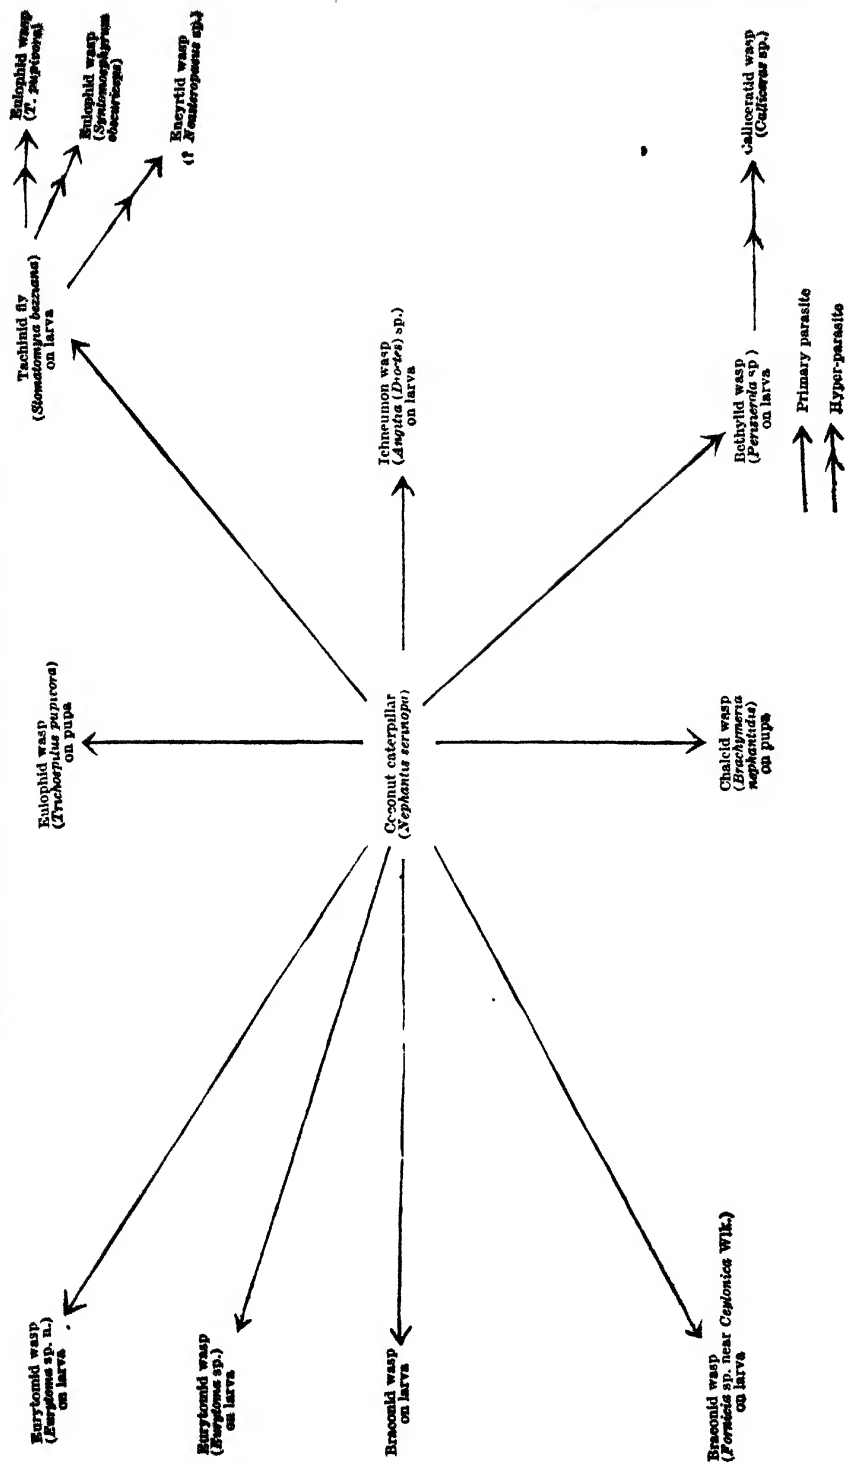 Eulophid wasp
(T. pupivora)
Eulophid wasp
(Syntomosphyrum
obscuriceps)
Encyrtid wasp
(?
sp.)
Tachinid fly
(Stomatomyia bezziana)
on larva
Ichneumon wasp
(Angitia (Dioctes) sp.)
on larva
Calliceratid wasp
(Calliceras sp.)
Bethylid wasp
(Perisierola sp)
on larva
Primary parasite
Hyper-parasite
Eulophid wasp
(Trichospilus pupivora)
on pupa
Coconut caterpillar
(Nephantis serinopa)
Chalcid wasp
(Brachymeria
nephantidis)
on pupa
Eurytomid wasp
(Eurytoma sp. n.)
on larva
Eurytomid wasp
(Eurytoma sp.)
on larva
Braconid wasp
on larva
Braconid wasp
(Fornicia sp. near Ceylonica Wlk.)
on larva